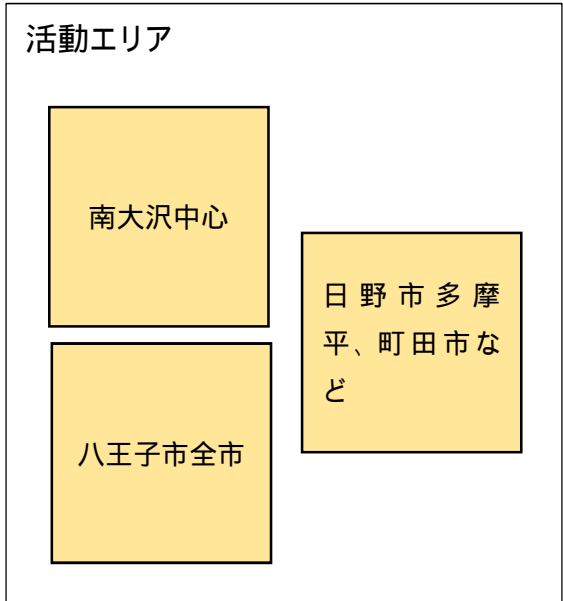 活動エリア
南大沢中心
日野市多摩
平、町田市な
ど
八王子市全市